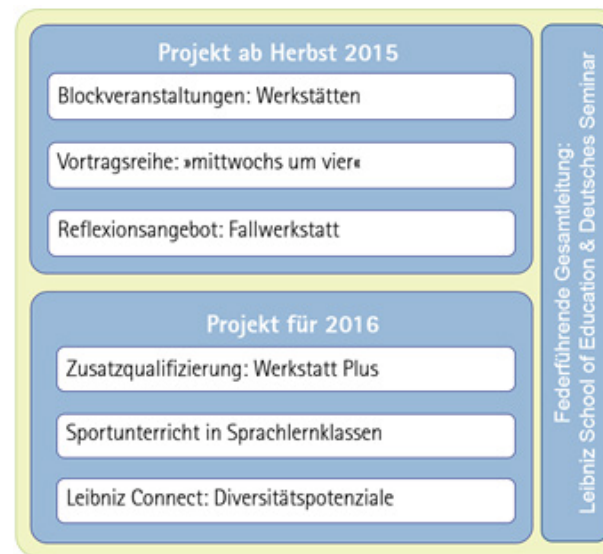 Projekt ab Herbst 2015
Blockveranstaltungen: Werkstätten
Vortragsreihe: »mittwochs um vier«
Reflexionsangebot: Fallwerkstatt
Projekt für 2016
Zusatzqualifizierung: Werkstatt Plus
Sportunterricht in Sprachlernklassen
Leibniz Connect: Diversitätspotenziale
Federführende Gesamtleitung:
Leibniz School of Education & Deutsches Seminar